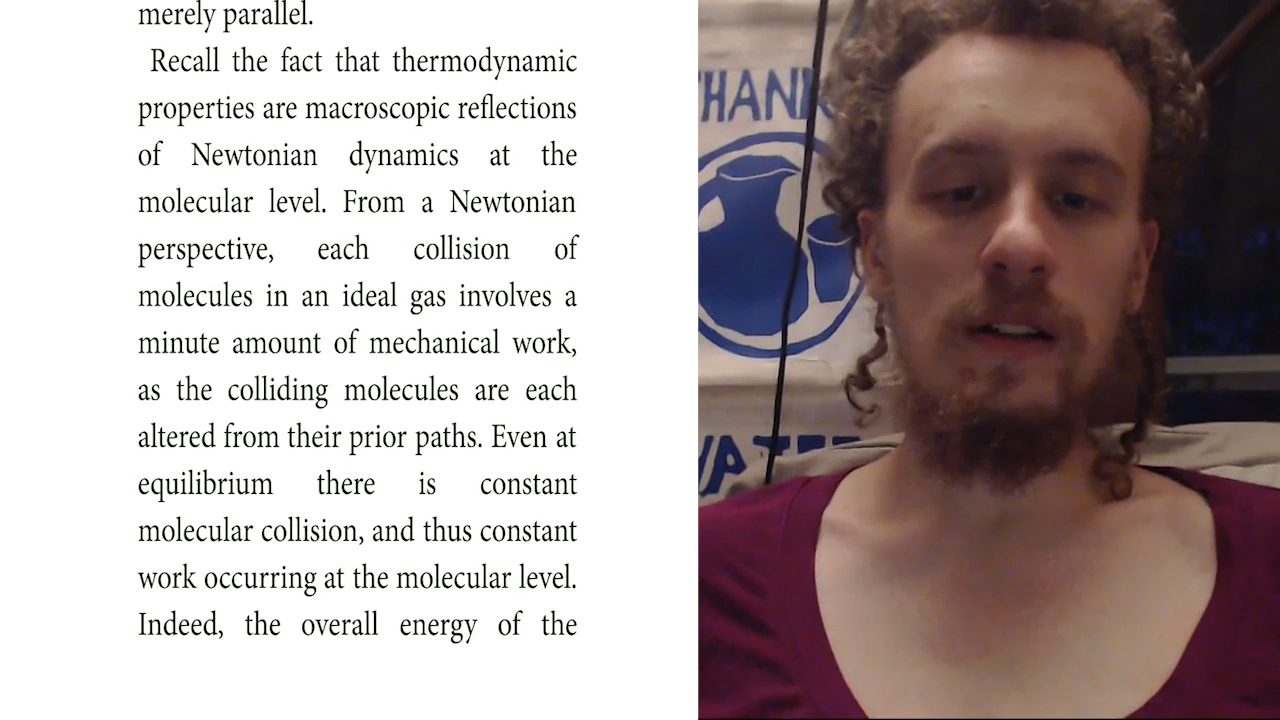 merely parallel.
Recall the fact that thermodynamic
properties are macroscopic reflections
of Newtonian dynamics at the
molecular level. From a Newtonian
perspective, each collision of
molecules in an ideal gas involves a
minute amount of mechanical work,
as the colliding molecules are each
altered from their prior paths. Even at
equilibrium there is constant
molecular collision, and thus constant
work occurring at the molecular level.
Indeed, the overall energy of the